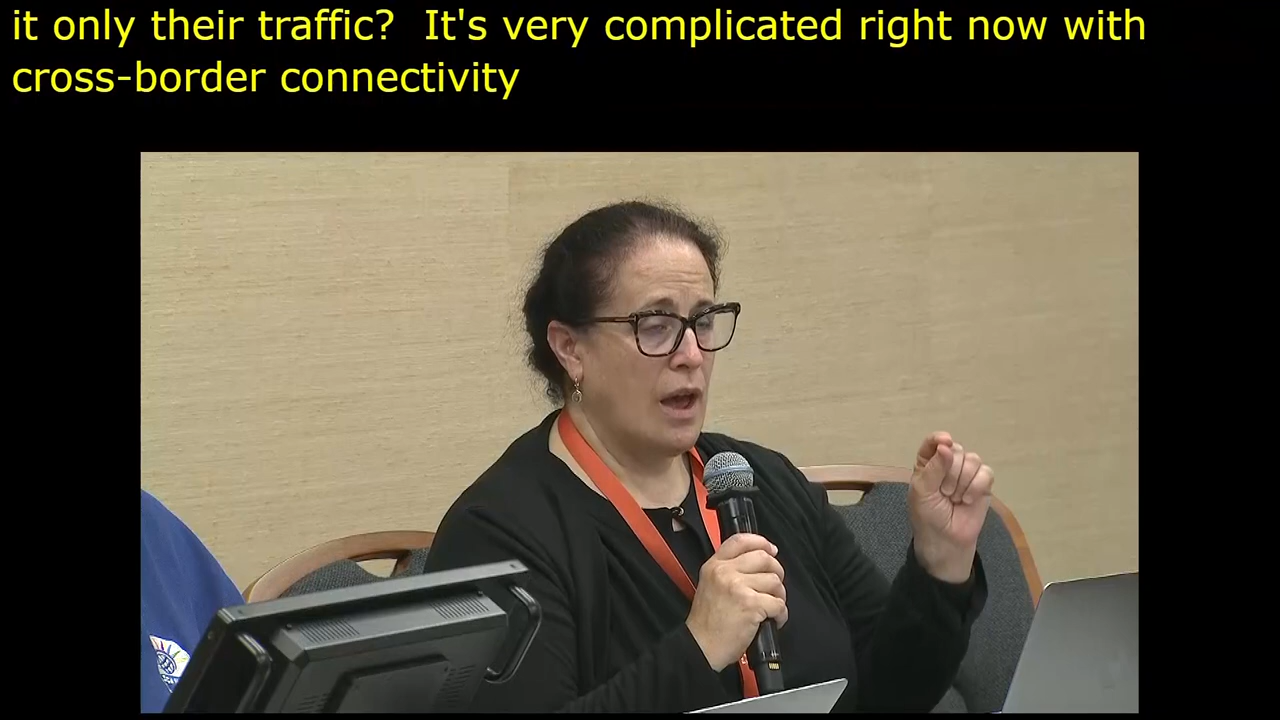 it only their traffic?  It's very complicated right now with
cross-border connectivity